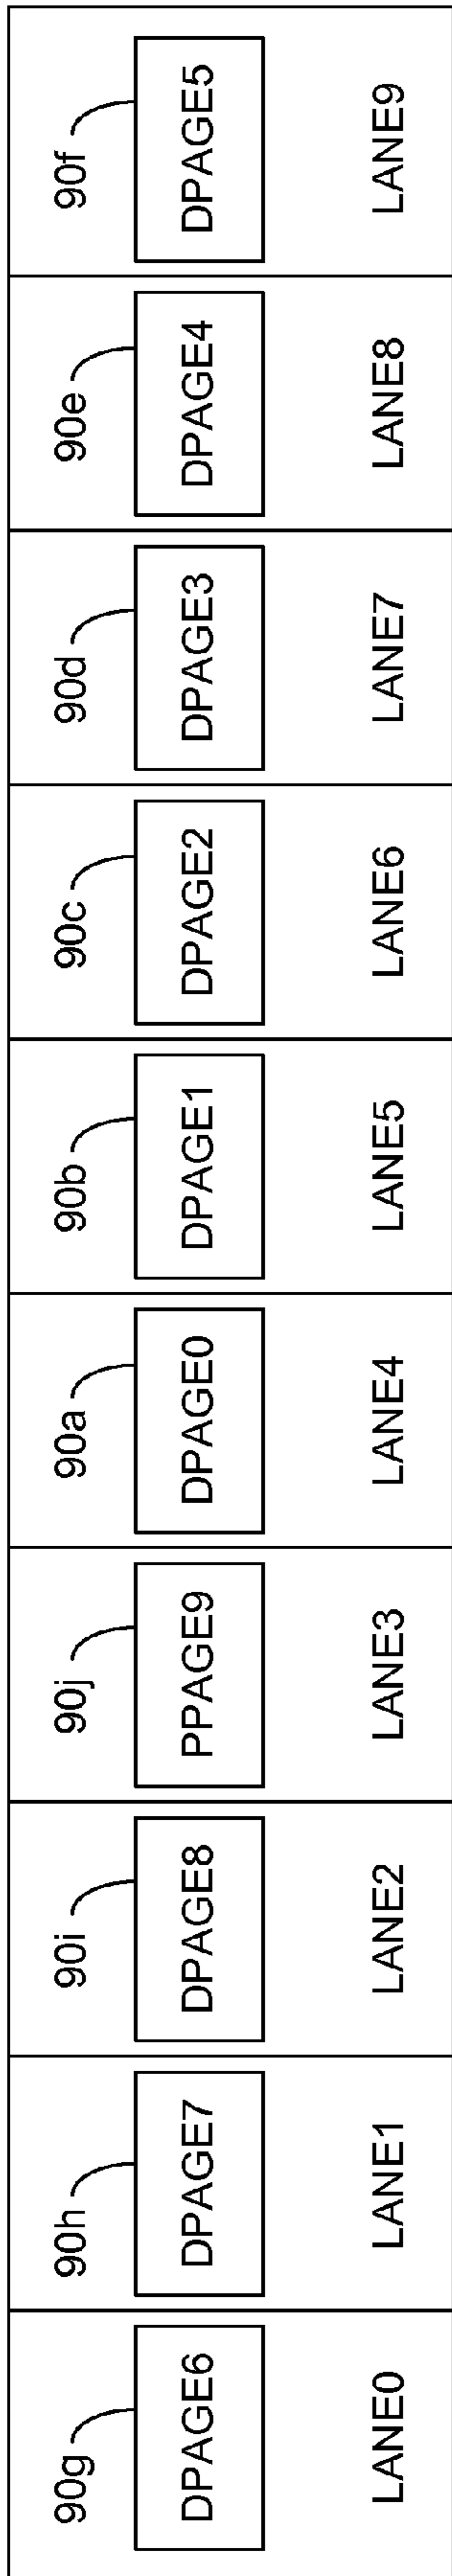 90g 90h 90i 90j 90a 90b 90c 90d 90e 90f
DPAGE6 DPAGE7 DPAGE8 PPAGE9 DPAGE0 DPAGE1 DPAGE2 DPAGE3 DPAGE4 DPAGE5
LANE0 LANE1 LANE2 LANE3 LANE4 LANE5 LANE6 LANE7 LANE8 LANE9